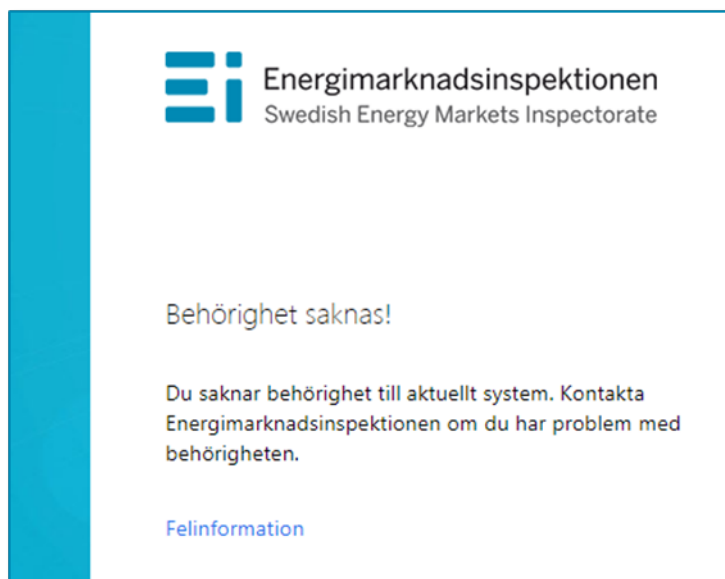 Ei Energimarknadsinspektionen
Swedish Energy Markets Inspectorate
Behörighet saknas!
Du saknar behörighet till aktuellt system. Kontakta
Energimarknadsinspektionen om du har problem med
behörigheten.
Felinformation